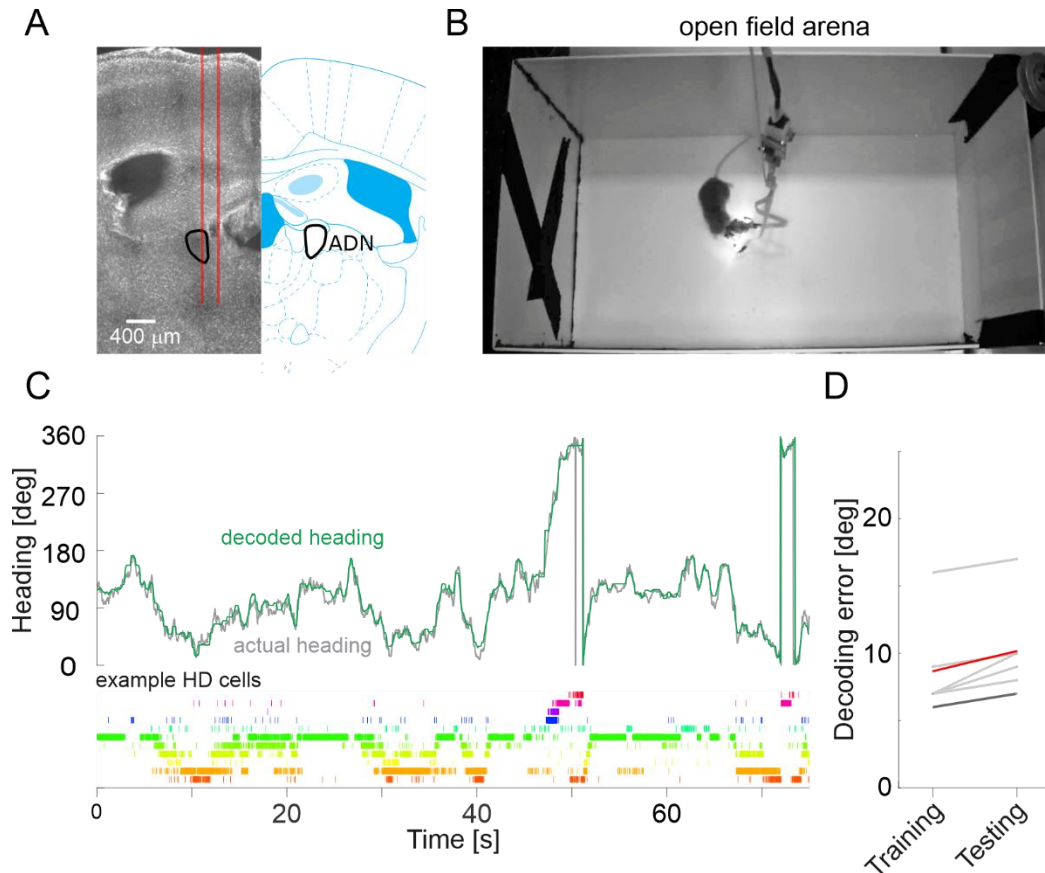 A
B
open field arena
ADN
400 μm
C
D
360
270
180
90
0
Heading [deg]
decoded heading
actual heading
example HD cells
0
20
40
60
Time [s]
20
10
0
Decoding error [deg]
Training
Testing